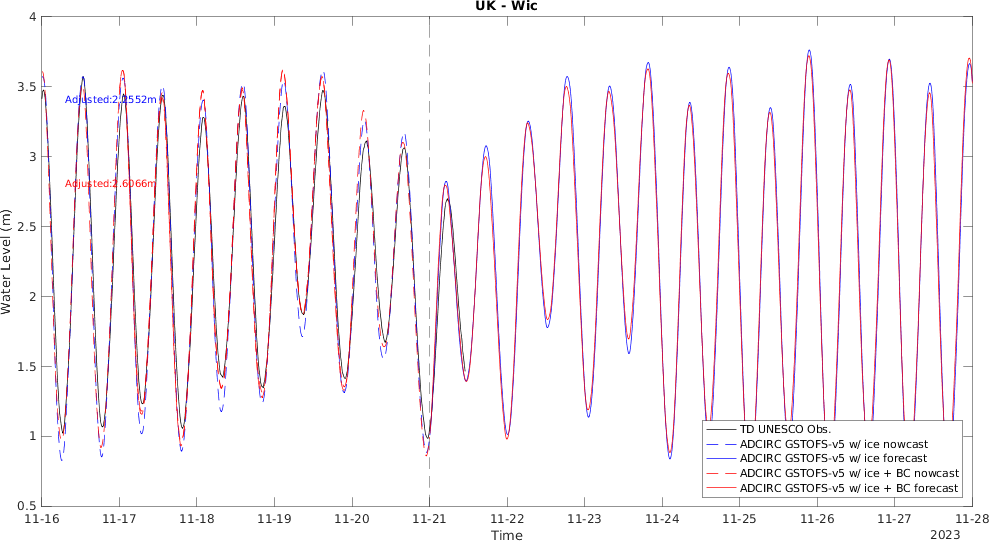 UK - Wic
4
3.5
3
2.5
2
1.5
1
0.5
Water Level (m)
Adjusted:2.2552m
Adjusted:2.6066m
TD UNESCO Obs.
ADCIRC GSTOFS-v5 w/ ice nowcast
ADCIRC GSTOFS-v5 w/ ice forecast
ADCIRC GSTOFS-v5 w/ ice + BC nowcast
ADCIRC GSTOFS-v5 w/ ice + BC forecast
11-16 11-17 11-18 11-19 11-20 11-21 11-22 11-23 11-24 11-25 11-26 11-27 11-28
Time
2023